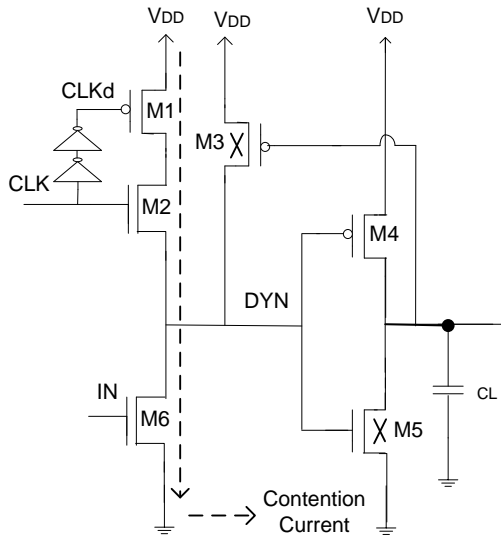 VDD
VDD
VDD
CLKd
M1
M3
CLK
M2
M4
DYN
IN
M6
M5
CL
Contention
Current